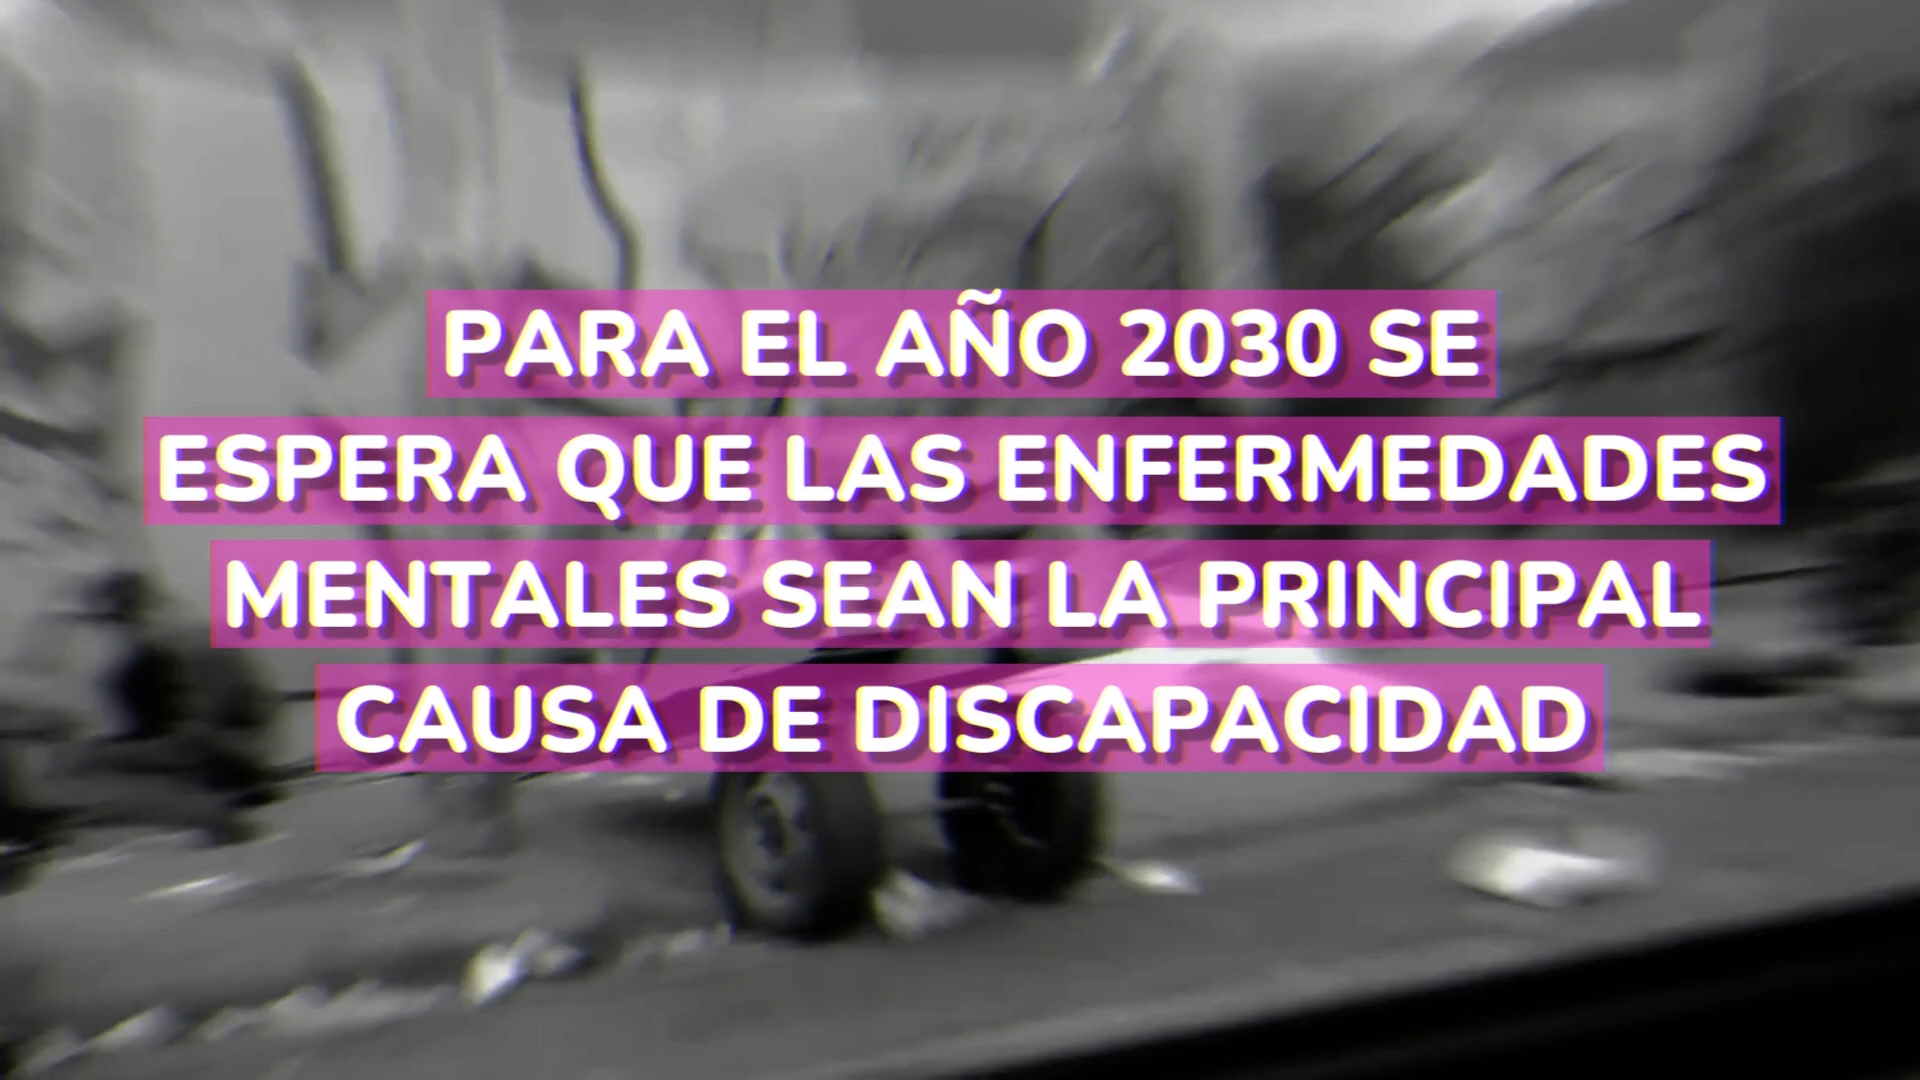 PARA EL AÑO 2030 SE
ESPERA QUE LAS ENFERMEDADES
MENTALES SEAN LA PRINCIPAL
CAUSA DE DISCAPACIDAD